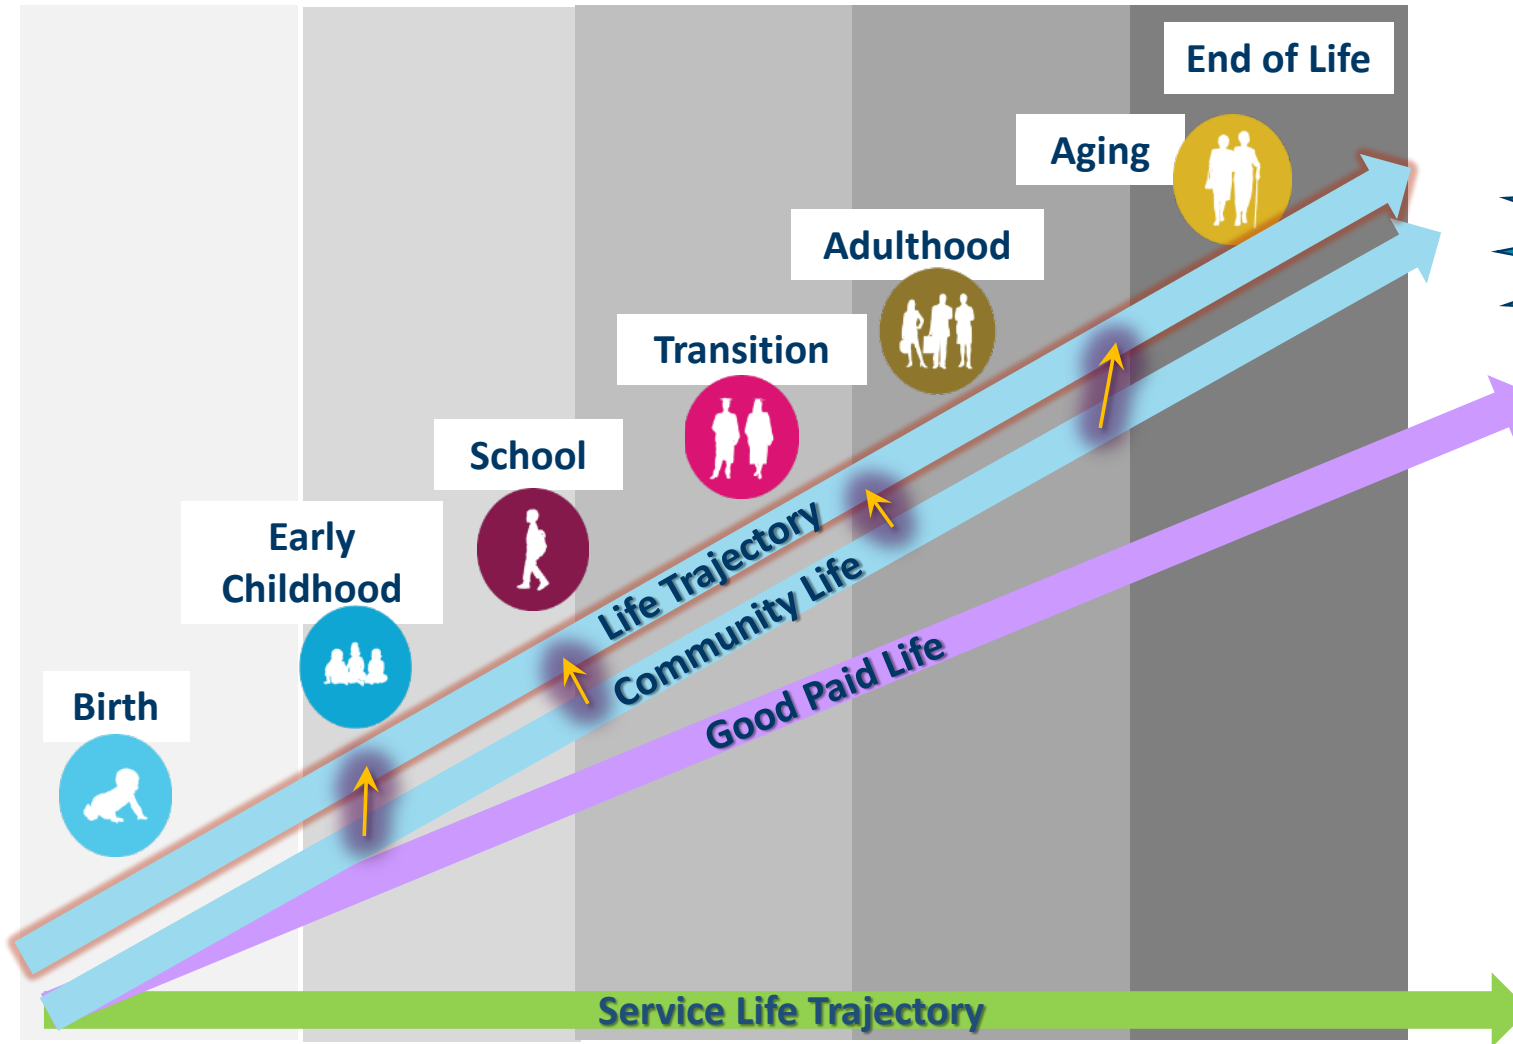 End of Life
Aging
Adulthood
Transition
School
Early
Childhood
Birth
Life Trajectory
Community Life
Good Paid Life
Service Life Trajectory